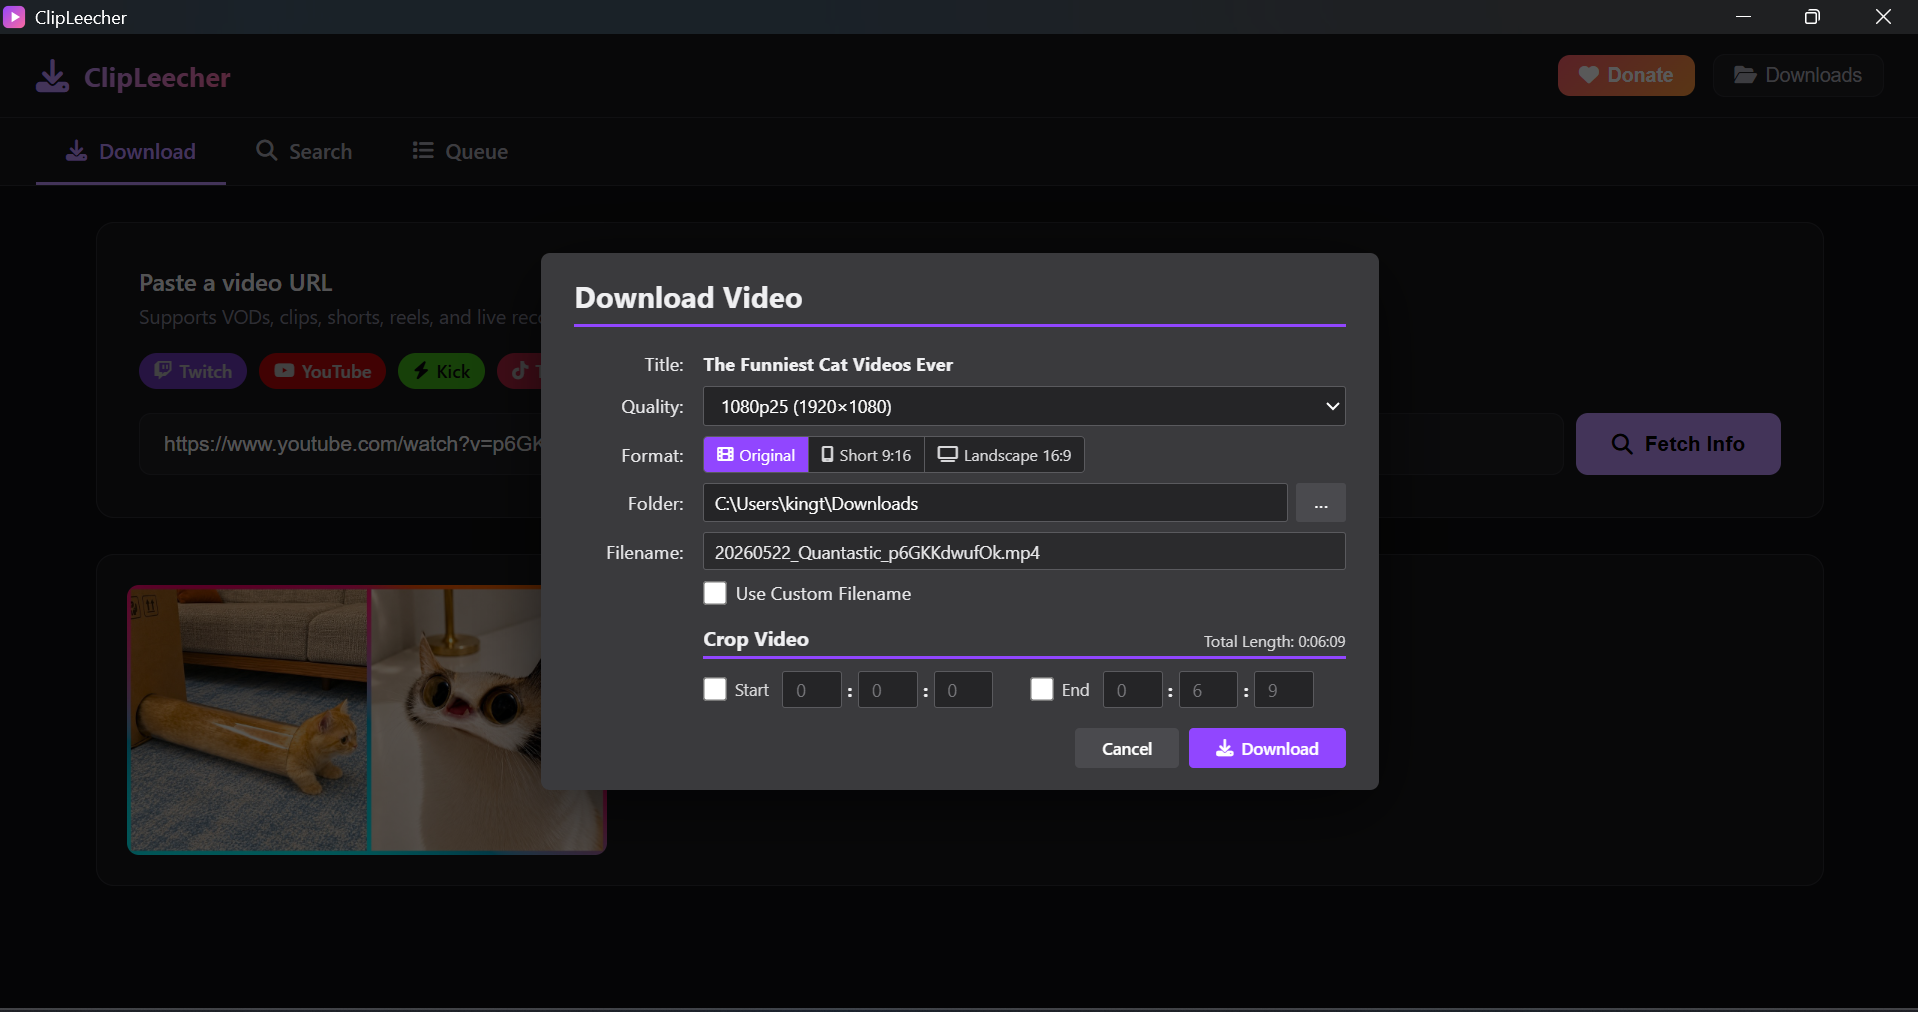 ClipLeecher
ClipLeecher
Donate
Downloads
Download
Search
Queue
Paste a video URL
Supports VODs, clips, shorts, reels, and live
Twitch
YouTube
Kick
https://www.youtube.com/watch?v=p6GK
Fetch Info
Download Video
Title: The Funniest Cat Videos Ever
Quality: 1080p25 (1920×1080)
Format: Original Short 9:16 Landscape 16:9
Folder: C:\Users\kingt\Downloads ...
Filename: 20260522_Quantastic_p6GKKdwufOk.mp4
Use Custom Filename
Crop Video Total Length: 0:06:09
Start 0 : 0 : 0 End 0 : 6 : 9
Cancel Download